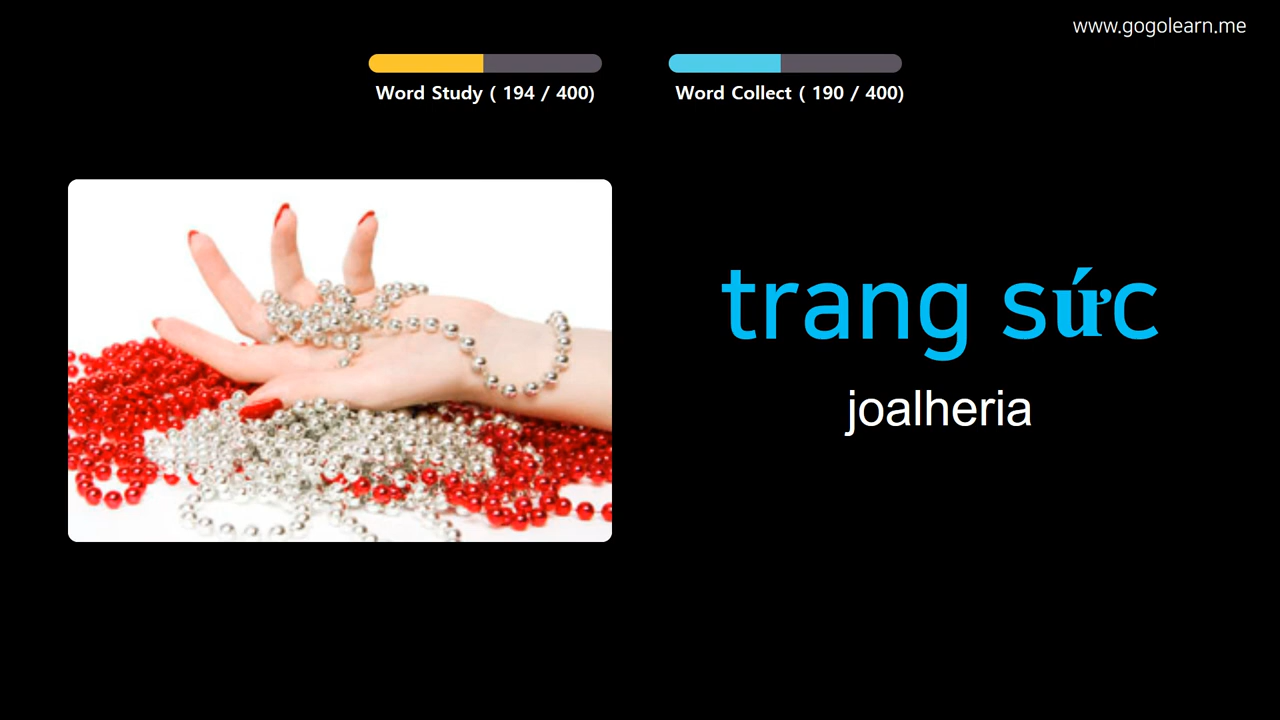 www.gogolearn.me
Word Study ( 194 / 400)
Word Collect ( 190 / 400)
trang sức
joalheria